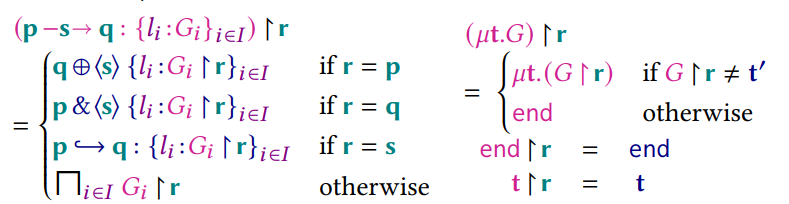 (p −s→ q : {lᵢ:Gᵢ}ᵢ∈I) ↾ r
= { q ⊕⟨s⟩ {lᵢ:Gᵢ ↾ r}ᵢ∈I if r = p
p &⟨s⟩ {lᵢ:Gᵢ ↾ r}ᵢ∈I if r = q
p ↪ q : {lᵢ:Gᵢ ↾ r}ᵢ∈I if r = s
⨅ᵢ∈I Gᵢ ↾ r otherwise
(μt.G) ↾ r
= { μt.(G ↾ r) if G ↾ r ≠ t′
end otherwise
end ↾ r = end
t ↾ r = t